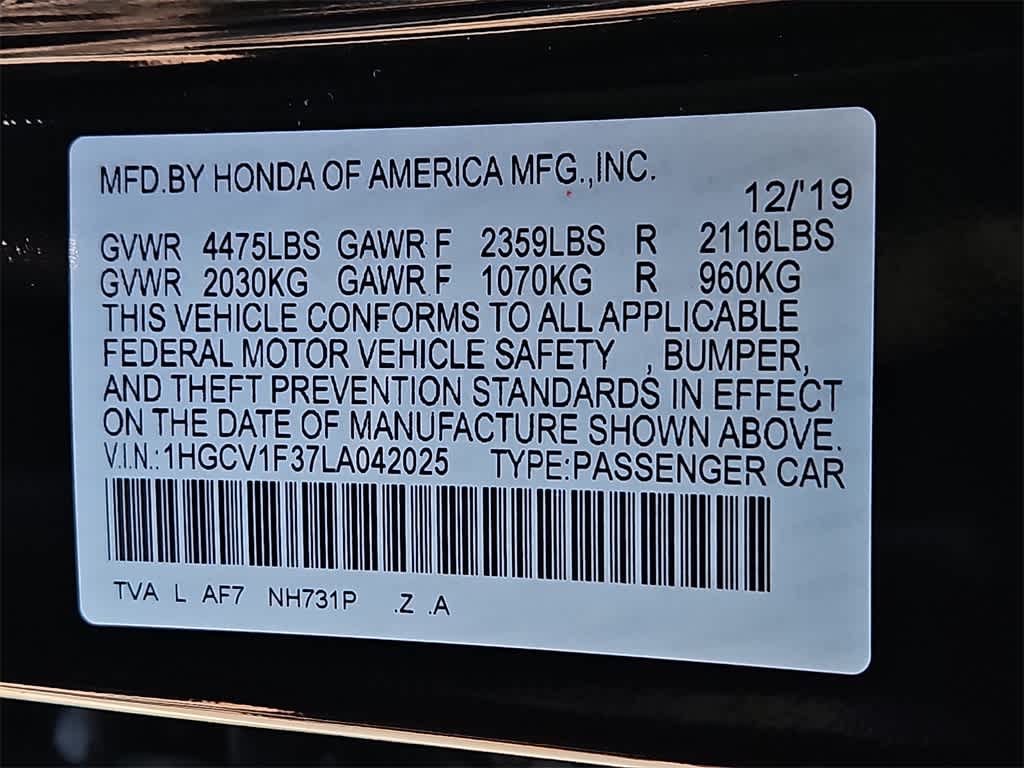 MFD.BY HONDA OF AMERICA MFG.,INC.
12/'19
GVWR 4475LBS GAWR F 2359LBS R 2116LBS
GVWR 2030KG GAWR F 1070KG R 960KG
THIS VEHICLE CONFORMS TO ALL APPLICABLE
FEDERAL MOTOR VEHICLE SAFETY , BUMPER,
AND THEFT PREVENTION STANDARDS IN EFFECT
ON THE DATE OF MANUFACTURE SHOWN ABOVE.
V.I.N.:1HGCV1F37LA042025 TYPE:PASSENGER CAR
TVA L AF7 NH731P .Z .A